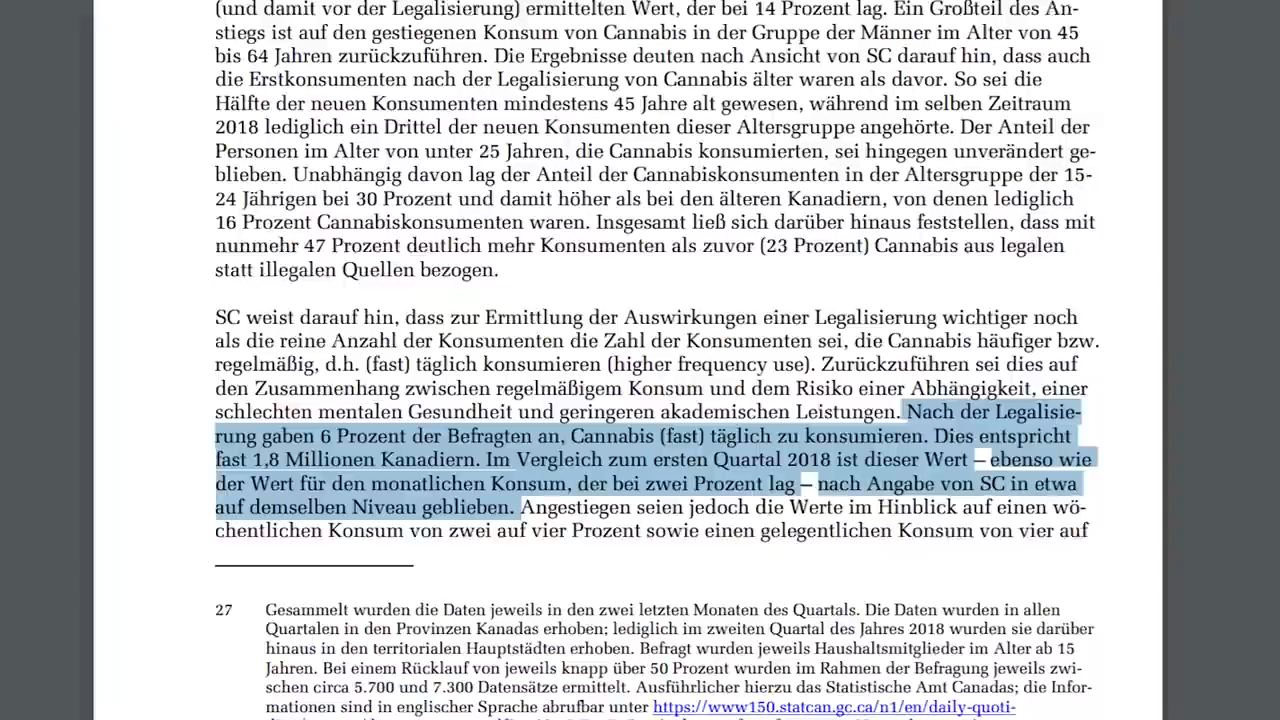 (und damit vor der Legalisierung) ermittelten Wert, der bei 14 Prozent lag. Ein Großteil des An-
stiegs ist auf den gestiegenen Konsum von Cannabis in der Gruppe der Männer im Alter von 45
bis 64 Jahren zurückzuführen. Die Ergebnisse deuten nach Ansicht von SC darauf hin, dass auch
die Erstkonsumenten nach der Legalisierung von Cannabis älter waren als davor. So sei die
Hälfte der neuen Konsumenten mindestens 45 Jahre alt gewesen, während im selben Zeitraum
2018 lediglich ein Drittel der neuen Konsumenten dieser Altersgruppe angehörte. Der Anteil der
Personen im Alter von unter 25 Jahren, die Cannabis konsumierten, sei hingegen unverändert ge-
blieben. Unabhängig davon lag der Anteil der Cannabiskonsumenten in der Altersgruppe der 15-
24 Jährigen bei 30 Prozent und damit höher als bei den älteren Kanadiern, von denen lediglich
16 Prozent Cannabiskonsumenten waren. Insgesamt ließ sich darüber hinaus feststellen, dass mit
nunmehr 47 Prozent deutlich mehr Konsumenten als zuvor (23 Prozent) Cannabis aus legalen
statt illegalen Quellen bezogen.
SC weist darauf hin, dass zur Ermittlung der Auswirkungen einer Legalisierung wichtiger noch
als die reine Anzahl der Konsumenten die Zahl der Konsumenten sei, die Cannabis häufiger bzw.
regelmäßig, d.h. (fast) täglich konsumieren (higher frequency use). Zurückzuführen sei dies auf
den Zusammenhang zwischen regelmäßigem Konsum und dem Risiko einer Abhängigkeit, einer
schlechten mentalen Gesundheit und geringeren akademischen Leistungen. Nach der Legalisie-
rung gaben 6 Prozent der Befragten an, Cannabis (fast) täglich zu konsumieren. Dies entspricht
fast 1,8 Millionen Kanadiern. Im Vergleich zum ersten Quartal 2018 ist dieser Wert – ebenso wie
der Wert für den monatlichen Konsum, der bei zwei Prozent lag – nach Angabe von SC in etwa
auf demselben Niveau geblieben. Angestiegen seien jedoch die Werte im Hinblick auf einen wö-
chentlichen Konsum von zwei auf vier Prozent sowie einen gelegentlichen Konsum von vier auf
27 Gesammelt wurden die Daten jeweils in den zwei letzten Monaten des Quartals. Die Daten wurden in allen
Quartalen in den Provinzen Kanadas erhoben; lediglich im zweiten Quartal des Jahres 2018 wurden sie darüber
hinaus in den territorialen Hauptstädten erhoben. Befragt wurden jeweils Haushaltsmitglieder im Alter ab 15
Jahren. Bei einem Rücklauf von jeweils knapp über 50 Prozent wurden im Rahmen der Befragung jeweils zwi-
schen circa 5.700 und 7.300 Datensätze ermittelt. Ausführlicher hierzu das Statistische Amt Canadas; die Infor-
mationen sind in englischer Sprache abrufbar unter https://www150.statcan.gc.ca/n1/en/daily-quoti-